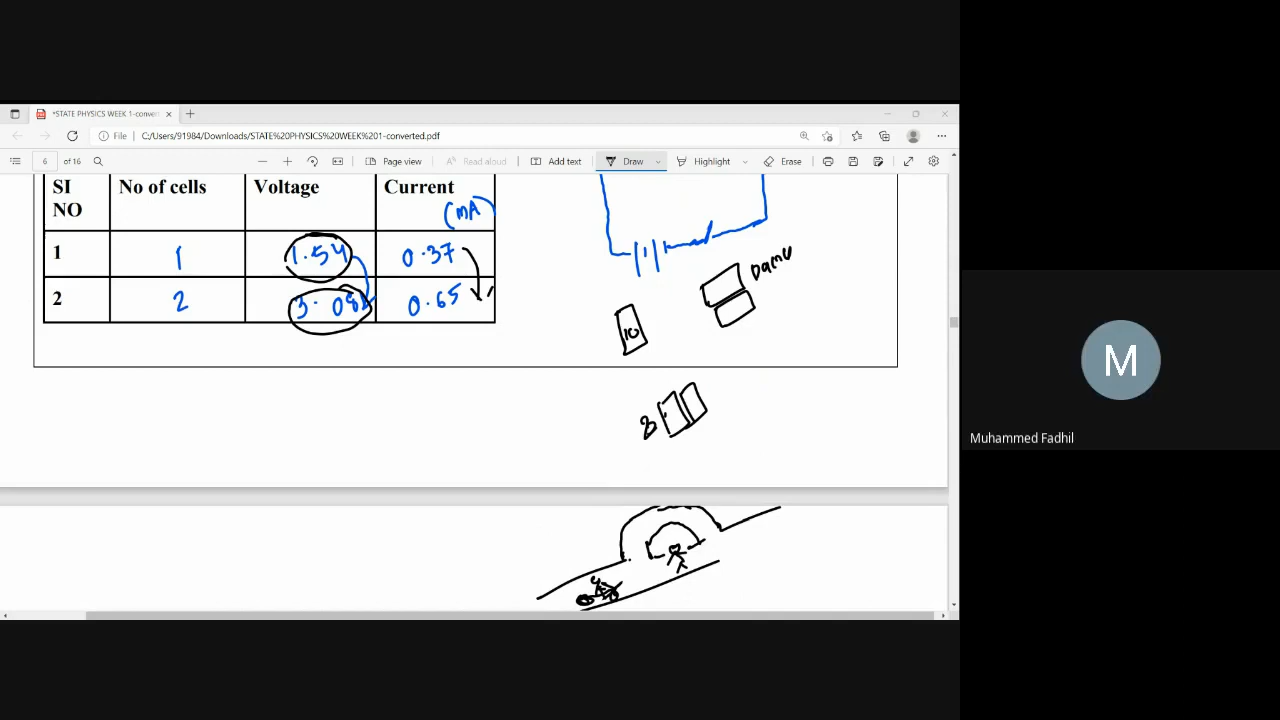 *STATE PHYSICS WEEK 1-convert
File
C:/Users/91984/Downloads/STATE%20PHYSICS%20WEEK%201-converted.pdf
6 of 16
Page view
Read aloud
Add text
Draw
Highlight
Erase
SI NO
No of cells
Voltage
Current
(mA)
1
1
1.54
0.37
2
2
3.08
0.65
10
8
M
Muhammed Fadhil